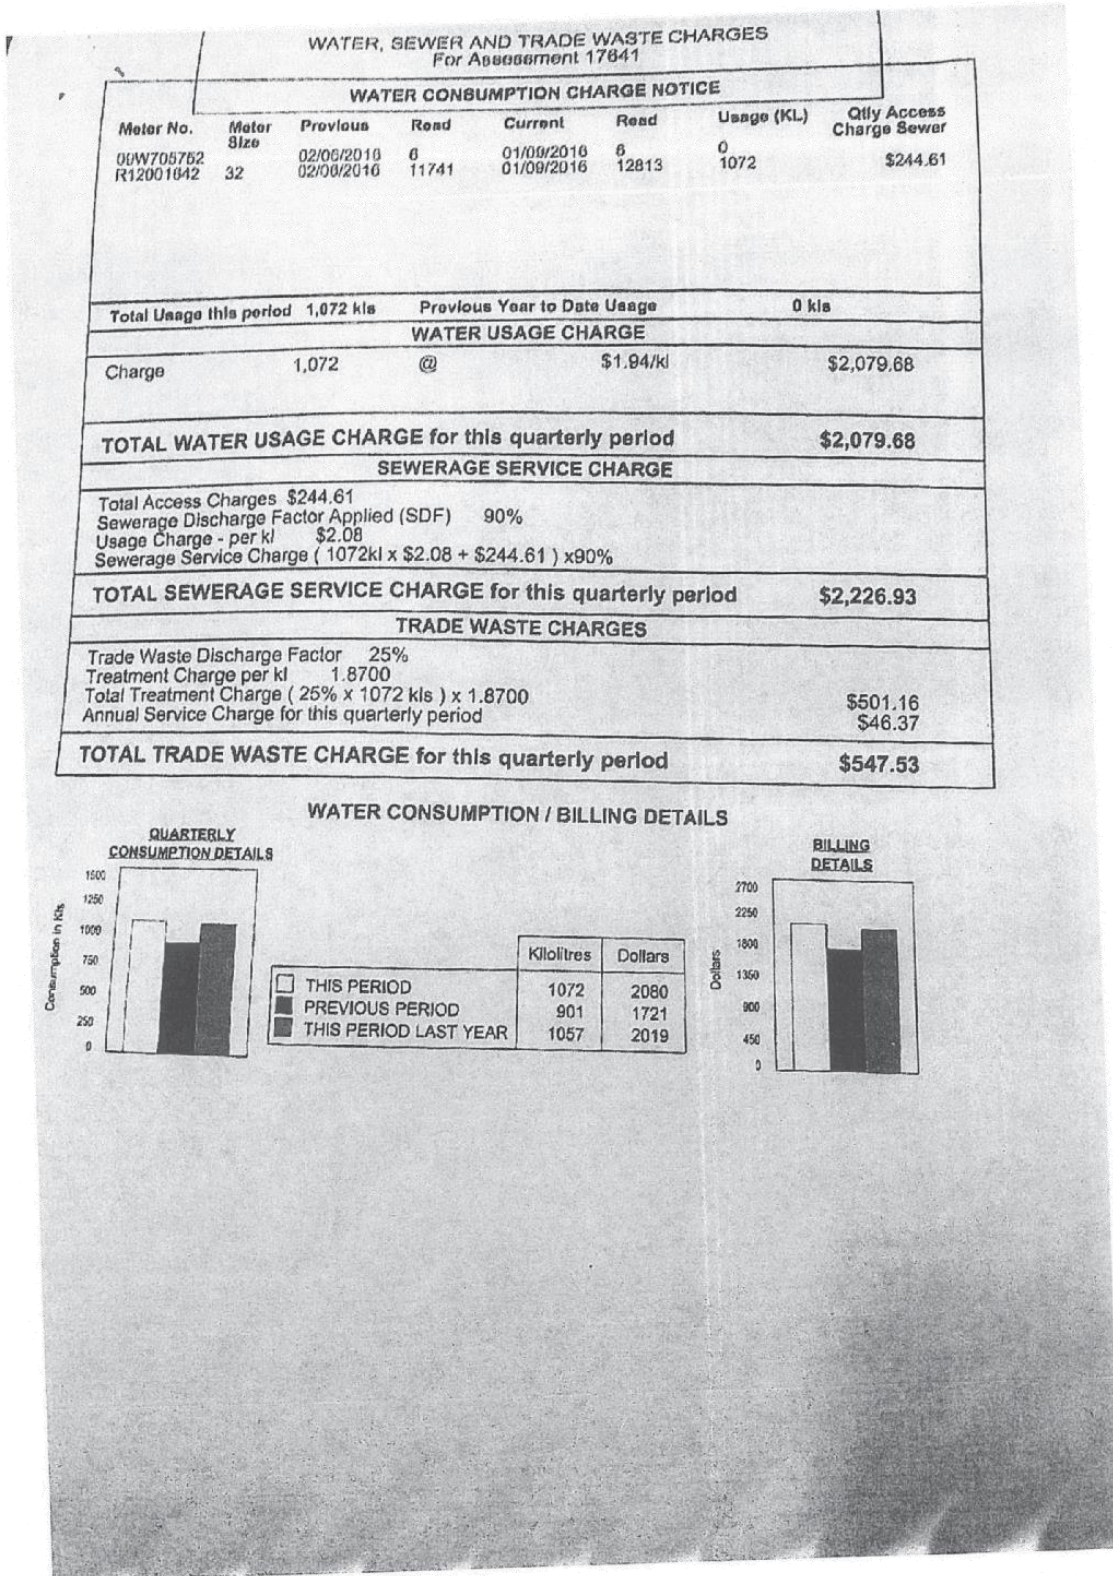 WATER, SEWER AND TRADE WASTE CHARGES
For Assessment 17641
WATER CONSUMPTION CHARGE NOTICE
Meter No. Meter Size Previous Read Current Read Usage (KL) Qtly Access Charge Sewer
02/06/2016 6 01/09/2016 6 0
R12001642 32 02/06/2016 11741 01/09/2016 12813 1072 $244.61
Total Usage this period 1,072 kls Previous Year to Date Usage 0 kls
WATER USAGE CHARGE
Charge 1,072 @ $1.94/kl $2,079.68
TOTAL WATER USAGE CHARGE for this quarterly period $2,079.68
SEWERAGE SERVICE CHARGE
Total Access Charges $244.61
Sewerage Discharge Factor Applied (SDF) 90%
Usage Charge - per kl $2.08
Sewerage Service Charge ( 1072kl x $2.08 + $244.61 ) x90%
TOTAL SEWERAGE SERVICE CHARGE for this quarterly period $2,226.93
TRADE WASTE CHARGES
Trade Waste Discharge Factor 25%
Treatment Charge per kl 1.8700
Total Treatment Charge ( 25% x 1072 kls ) x 1.8700 $501.16
Annual Service Charge for this quarterly period $46.37
TOTAL TRADE WASTE CHARGE for this quarterly period $547.53
WATER CONSUMPTION / BILLING DETAILS
QUARTERLY
CONSUMPTION DETAILS
Consumption in Kls
1500
1250
1000
750
500
250
0
Kilolitres Dollars
THIS PERIOD 1072 2080
PREVIOUS PERIOD 901 1721
THIS PERIOD LAST YEAR 1057 2019
BILLING
DETAILS
Dollars
2700
2250
1800
1350
900
450
0